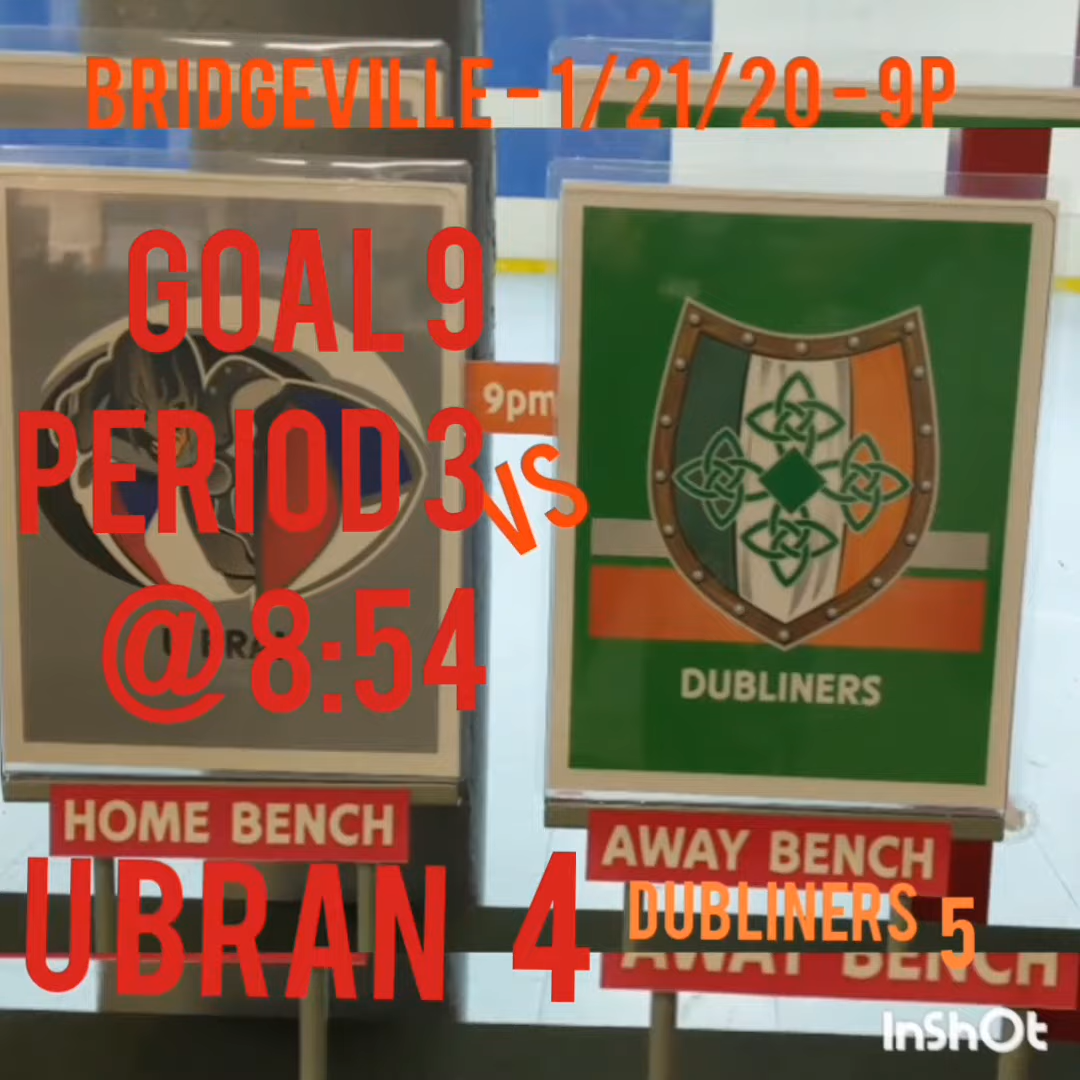 BRIDGEVILLE - 1/21/20 - 9P
GOAL 9
PERIOD 3
@ 8:54
9pm
VS
DUBLINERS
HOME BENCH
AWAY BENCH
UBRAN 4
DUBLINERS 5
AWAY BENCH
InShOt